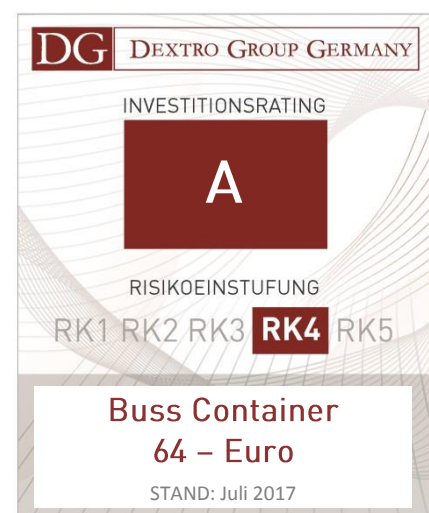 DG DEXTRO GROUP GERMANY
INVESTITIONSRATING
A
RISIKOEINSTUFUNG
RK1 RK2 RK3 RK4 RK5
Buss Container
64 – Euro
STAND: Juli 2017